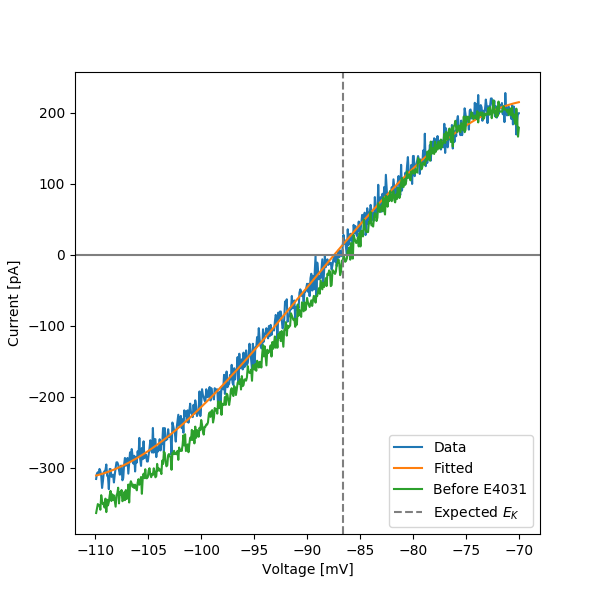 200
100
0
−100
−200
−300
Current [pA]
−110 −105 −100 −95 −90 −85 −80 −75 −70
Voltage [mV]
Data
Fitted
Before E4031
Expected E_K